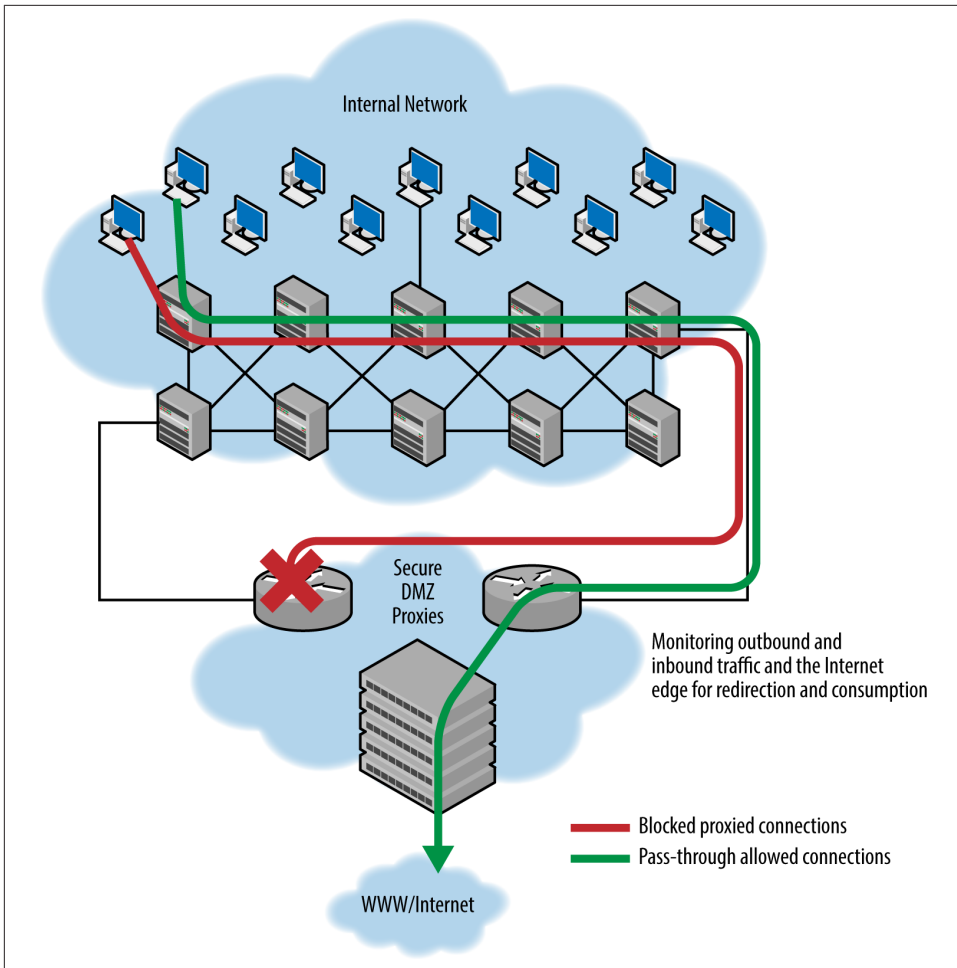 Internal Network
Secure
DMZ
Proxies
Monitoring outbound and
inbound traffic and the Internet
edge for redirection and consumption
Blocked proxied connections
Pass-through allowed connections
WWW/Internet